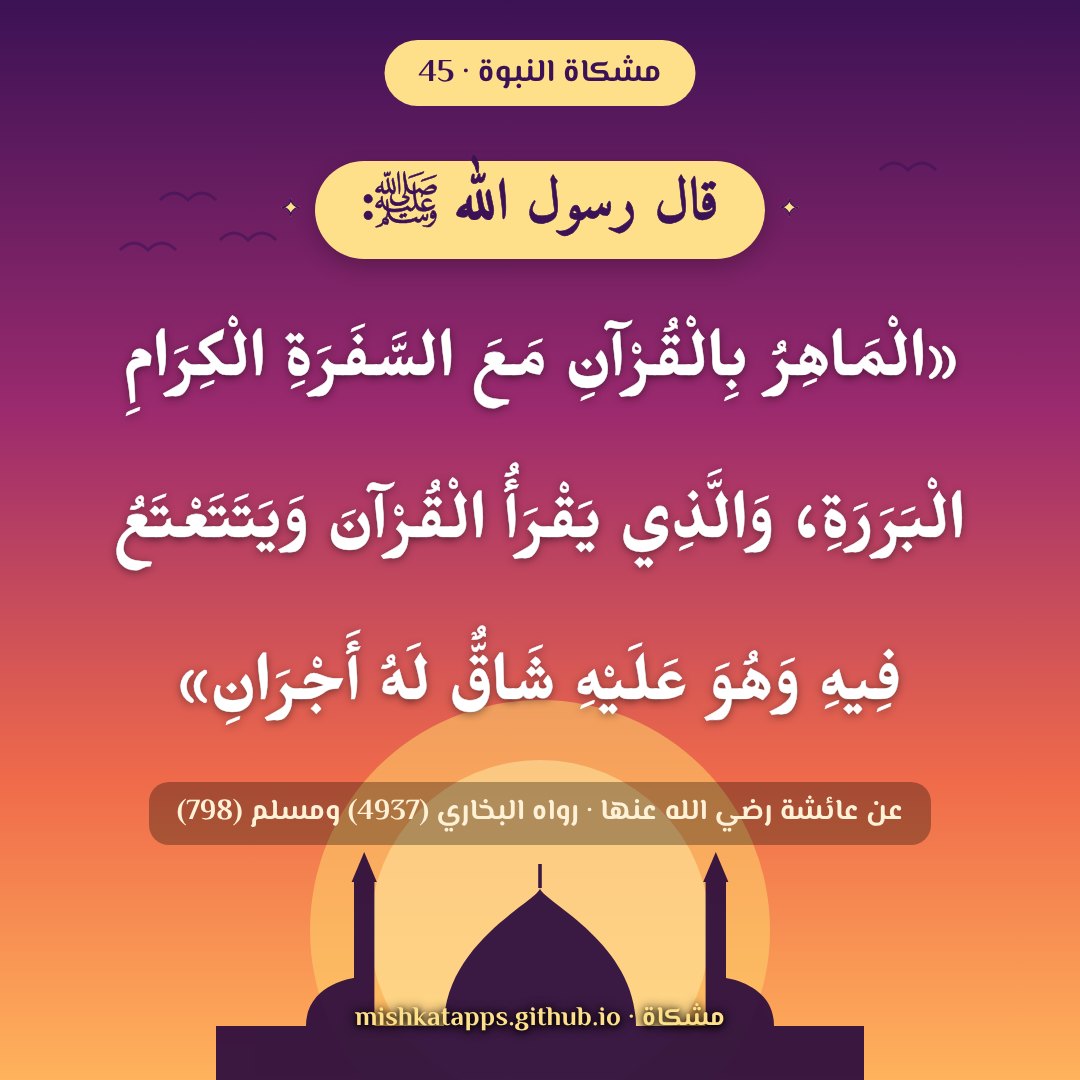 مشكاة النبوة · 45
قال رسول الله ﷺ:
«الْمَاهِرُ بِالْقُرْآنِ مَعَ السَّفَرَةِ الْكِرَامِ
الْبَرَرَةِ، وَالَّذِي يَقْرَأُ الْقُرْآنَ وَيَتَتَعْتَعُ
فِيهِ وَهُوَ عَلَيْهِ شَاقٌّ لَهُ أَجْرَانِ»
عن عائشة رضي الله عنها · رواه البخاري (4937) ومسلم (798)
مشكاة · mishkatapps.github.io